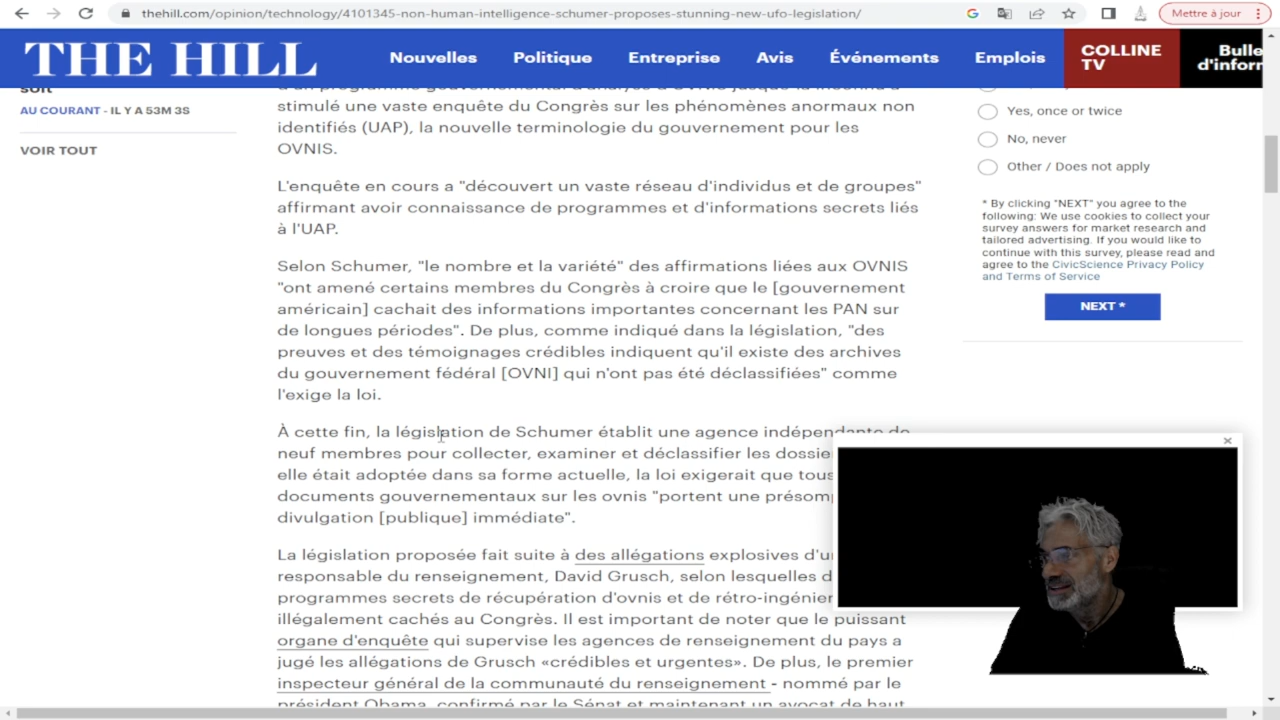 thehill.com/opinion/technology/4101345-non-human-intelligence-schumer-proposes-stunning-new-ufo-legislation/
Mettre à jour
THE HILL
Nouvelles
Politique
Entreprise
Avis
Événements
Emplois
COLLINE TV
Bulle
d'infor
suit
AU COURANT - IL Y A 53M 3S
VOIR TOUT
stimulé une vaste enquête du Congrès sur les phénomènes anormaux non
identifiés (UAP), la nouvelle terminologie du gouvernement pour les
OVNIS.
L'enquête en cours a "découvert un vaste réseau d'individus et de groupes"
affirmant avoir connaissance de programmes et d'informations secrets liés
à l'UAP.
Selon Schumer, "le nombre et la variété" des affirmations liées aux OVNIS
"ont amené certains membres du Congrès à croire que le [gouvernement
américain] cachait des informations importantes concernant les PAN sur
de longues périodes". De plus, comme indiqué dans la législation, "des
preuves et des témoignages crédibles indiquent qu'il existe des archives
du gouvernement fédéral [OVNI] qui n'ont pas été déclassifiées" comme
l'exige la loi.
À cette fin, la législation de Schumer établit une agence indépendante de
neuf membres pour collecter, examiner et déclassifier les dossie
elle était adoptée dans sa forme actuelle, la loi exigerait que tous
documents gouvernementaux sur les ovnis "portent une présom
divulgation [publique] immédiate".
La législation proposée fait suite à des allégations explosives d'u
responsable du renseignement, David Grusch, selon lesquelles d
programmes secrets de récupération d'ovnis et de rétro-ingénier
illégalement cachés au Congrès. Il est important de noter que le puissant
organe d'enquête qui supervise les agences de renseignement du pays a
jugé les allégations de Grusch «crédibles et urgentes». De plus, le premier
inspecteur général de la communauté du renseignement - nommé par le
président Obama, confirmé par le Sénat et maintenant un avocat de haut
Yes, once or twice
No, never
Other / Does not apply
* By clicking "NEXT" you agree to the
following: We use cookies to collect your
survey answers for market research and
tailored advertising. If you would like to
continue with this survey, please read and
agree to the CivicScience Privacy Policy
and Terms of Service
NEXT *